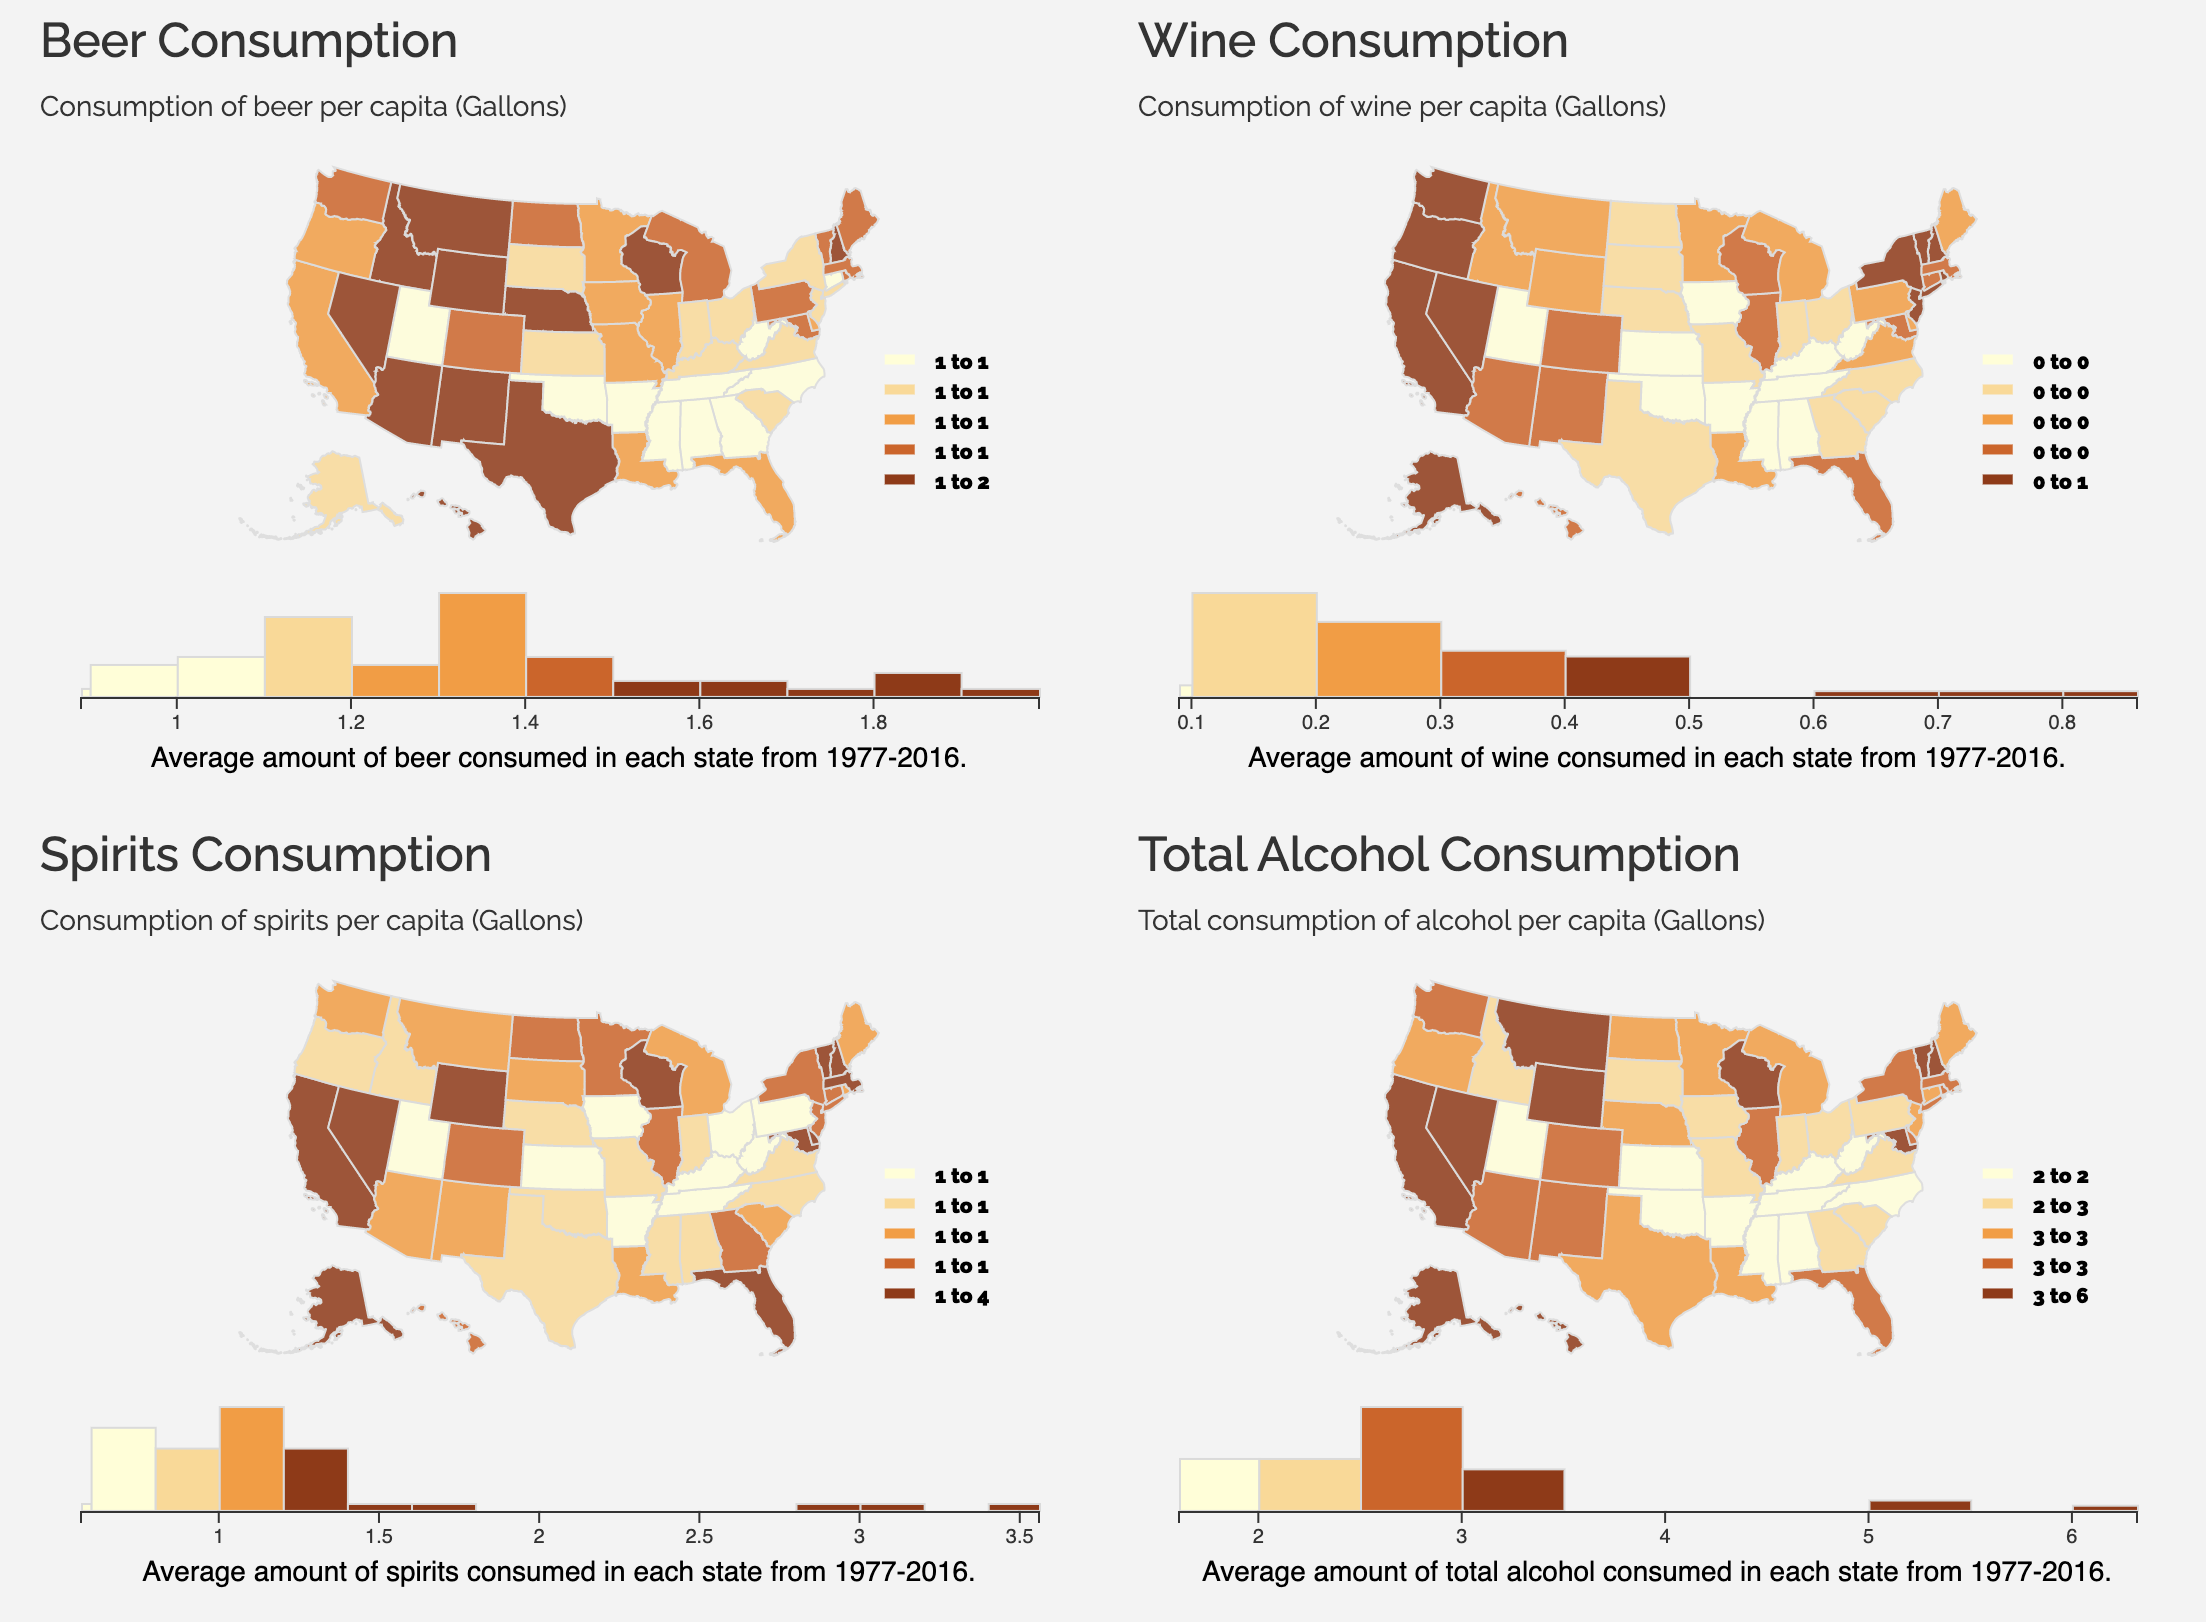 Beer Consumption
Consumption of beer per capita (Gallons)
1 to 1
1 to 1
1 to 1
1 to 1
1 to 2
1 1.2 1.4 1.6 1.8
Average amount of beer consumed in each state from 1977-2016.
Wine Consumption
Consumption of wine per capita (Gallons)
0 to 0
0 to 0
0 to 0
0 to 0
0 to 1
0.1 0.2 0.3 0.4 0.5 0.6 0.7 0.8
Average amount of wine consumed in each state from 1977-2016.
Spirits Consumption
Consumption of spirits per capita (Gallons)
1 to 1
1 to 1
1 to 1
1 to 1
1 to 4
1 1.5 2 2.5 3 3.5
Average amount of spirits consumed in each state from 1977-2016.
Total Alcohol Consumption
Total consumption of alcohol per capita (Gallons)
2 to 2
2 to 3
3 to 3
3 to 3
3 to 6
2 3 4 5 6
Average amount of total alcohol consumed in each state from 1977-2016.